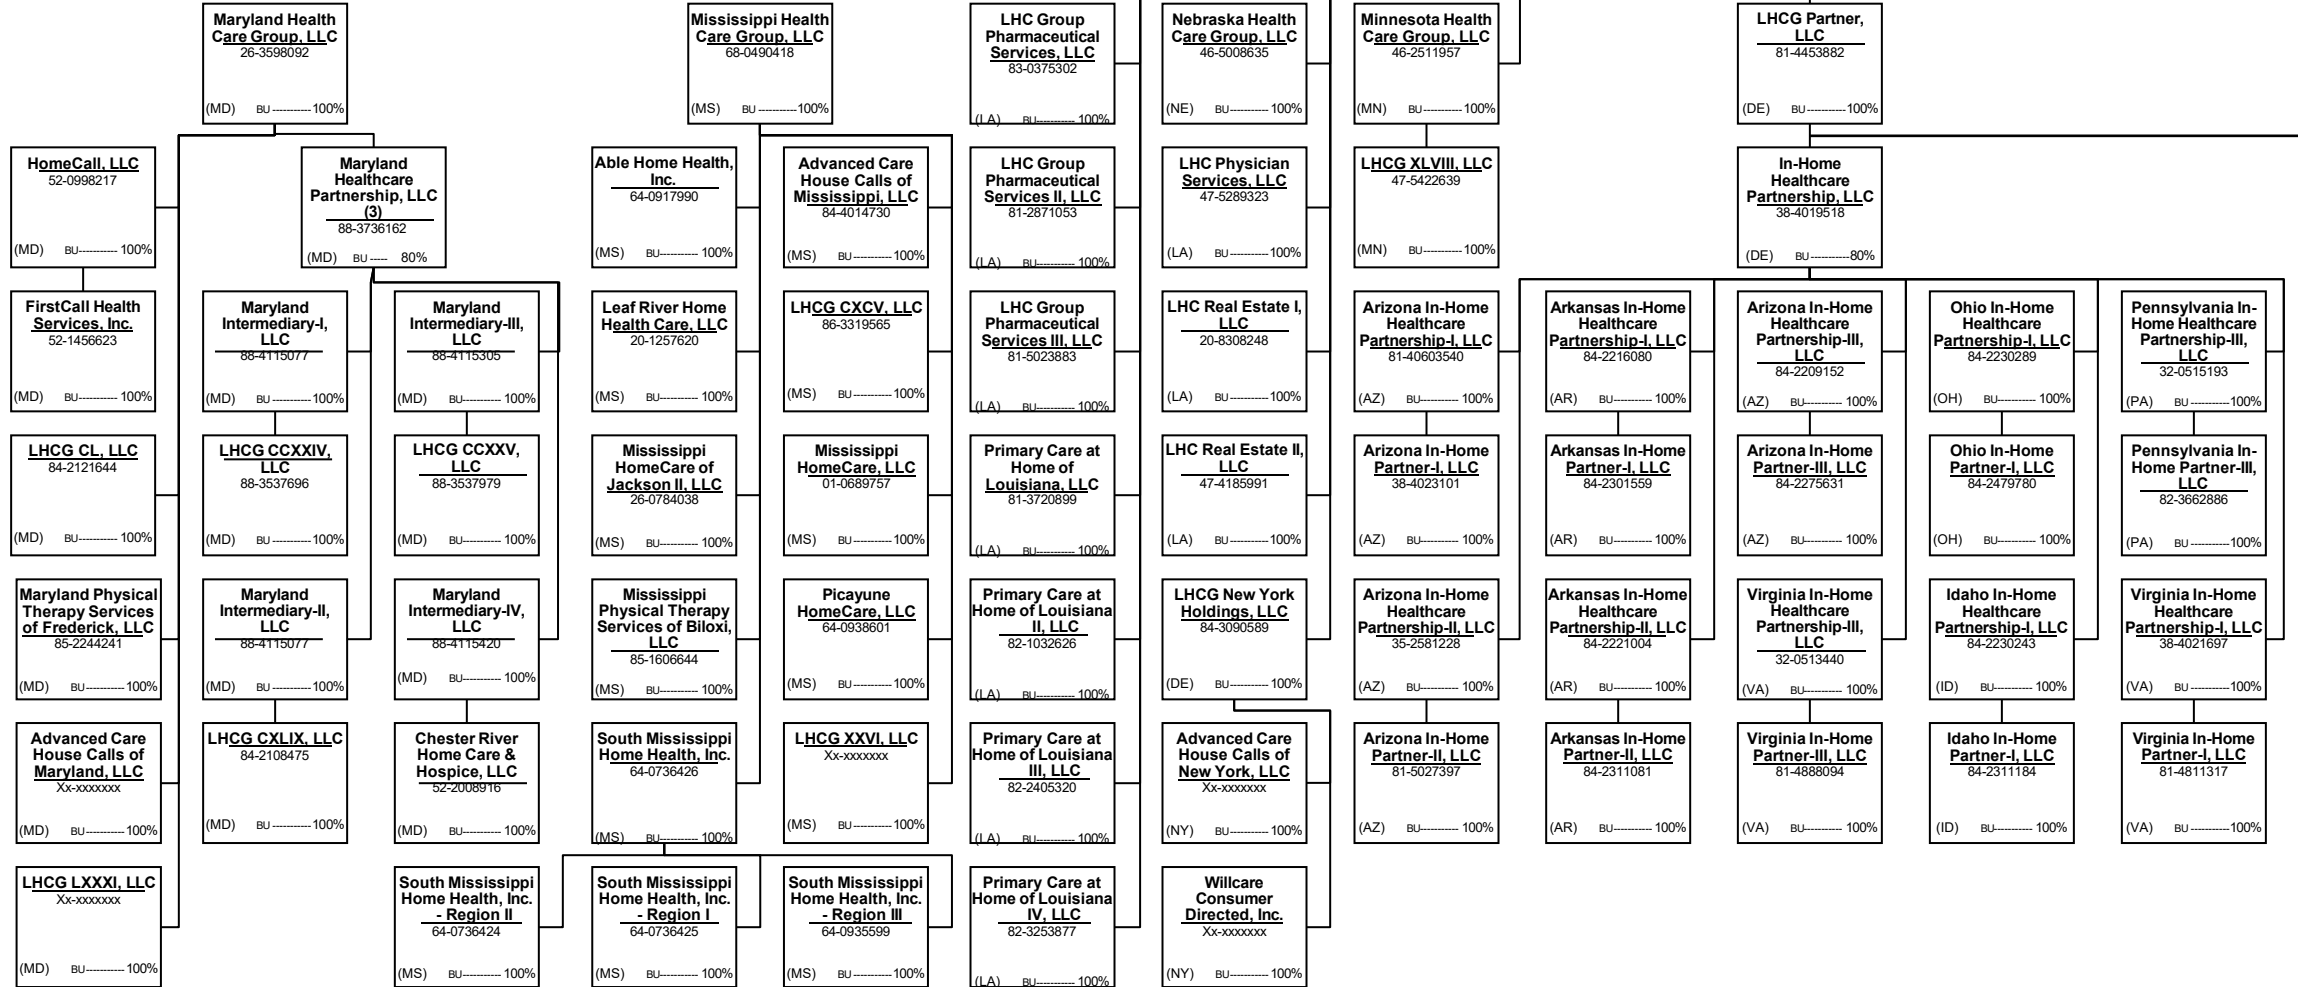 Maryland Health
Care Group, LLC
26-3598092
(MD) BU ----------- 100%
Mississippi Health
Care Group, LLC
68-0490418
(MS) BU ----------- 100%
LHC Group
Pharmaceutical
Services, LLC
83-0375302
(LA) BU ----------- 100%
Nebraska Health
Care Group, LLC
46-5008635
(NE) BU ----------- 100%
Minnesota Health
Care Group, LLC
46-2511957
(MN) BU ----------- 100%
LHCG Partner,
LLC
81-4453882
(DE) BU ----------- 100%
HomeCall, LLC
52-0998217
(MD) BU ----------- 100%
Maryland
Healthcare
Partnership, LLC
(3)
88-3736162
(MD) BU ----- 80%
Able Home Health,
Inc.
64-0917990
(MS) BU ----------- 100%
Advanced Care
House Calls of
Mississippi, LLC
84-4014730
(MS) BU ----------- 100%
LHC Group
Pharmaceutical
Services II, LLC
81-2871053
(LA) BU ----------- 100%
LHC Physician
Services, LLC
47-5289323
(LA) BU ----------- 100%
LHCG XLVIII, LLC
47-5422639
(MN) BU ----------- 100%
In-Home
Healthcare
Partnership, LLC
38-4019518
(DE) BU -----------80%
FirstCall Health
Services, Inc.
52-1456623
(MD) BU ----------- 100%
Maryland
Intermediary-I,
LLC
88-4115077
(MD) BU ----------- 100%
Maryland
Intermediary-III,
LLC
88-4115305
(MD) BU ----------- 100%
Leaf River Home
Health Care, LLC
20-1257620
(MS) BU ----------- 100%
LHCG CXCV, LLC
86-3319565
(MS) BU ----------- 100%
LHC Group
Pharmaceutical
Services III, LLC
81-5023883
(LA) BU ----------- 100%
LHC Real Estate I,
LLC
20-8308248
(LA) BU ----------- 100%
Arizona In-Home
Healthcare
Partnership-I, LLC
81-40603540
(AZ) BU ----------- 100%
Arkansas In-Home
Healthcare
Partnership-I, LLC
84-2216080
(AR) BU ----------- 100%
Arizona In-Home
Healthcare
Partnership-III,
LLC
84-2209152
(AZ) BU ----------- 100%
Ohio In-Home
Healthcare
Partnership-I, LLC
84-2230289
(OH) BU ----------- 100%
Pennsylvania In-
Home Healthcare
Partnership-III,
LLC
32-0515193
(PA) BU ----------- 100%
LHCG CL, LLC
84-2121644
(MD) BU ----------- 100%
LHCG CCXXIV,
LLC
88-3537696
(MD) BU ----------- 100%
LHCG CCXXV,
LLC
88-3537979
(MD) BU ----------- 100%
Mississippi
HomeCare of
Jackson II, LLC
26-0784038
(MS) BU ----------- 100%
Mississippi
HomeCare, LLC
01-0689757
(MS) BU ----------- 100%
Primary Care at
Home of
Louisiana, LLC
81-3720899
(LA) BU ----------- 100%
LHC Real Estate II,
LLC
47-4185991
(LA) BU ----------- 100%
Arizona In-Home
Partner-I, LLC
38-4023101
(AZ) BU ----------- 100%
Arkansas In-Home
Partner-I, LLC
84-2301559
(AR) BU ----------- 100%
Arizona In-Home
Partner-III, LLC
84-2275631
(AZ) BU ----------- 100%
Ohio In-Home
Partner-I, LLC
84-2479780
(OH) BU ----------- 100%
Pennsylvania In-
Home Partner-III,
LLC
82-3662886
(PA) BU ----------- 100%
Maryland Physical
Therapy Services
of Frederick, LLC
85-2244241
(MD) BU ----------- 100%
Maryland
Intermediary-II,
LLC
88-4115077
(MD) BU ----------- 100%
Maryland
Intermediary-IV,
LLC
88-4115420
(MD) BU ----------- 100%
Mississippi
Physical Therapy
Services of Biloxi,
LLC
85-1606644
(MS) BU ----------- 100%
Picayune
HomeCare, LLC
64-0938601
(MS) BU ----------- 100%
Primary Care at
Home of Louisiana
II, LLC
82-1032626
(LA) BU ----------- 100%
LHCG New York
Holdings, LLC
84-3090589
(DE) BU ----------- 100%
Arizona In-Home
Healthcare
Partnership-II, LLC
35-2581228
(AZ) BU ----------- 100%
Arkansas In-Home
Healthcare
Partnership-II, LLC
84-2221004
(AR) BU ----------- 100%
Virginia In-Home
Healthcare
Partnership-III,
LLC
32-0513440
(VA) BU ----------- 100%
Idaho In-Home
Healthcare
Partnership-I, LLC
84-2230243
(ID) BU ----------- 100%
Virginia In-Home
Healthcare
Partnership-I, LLC
38-4021697
(VA) BU ----------- 100%
Advanced Care
House Calls of
Maryland, LLC
Xx-xxxxxxx
(MD) BU ----------- 100%
LHCG CXLIX, LLC
84-2108475
(MD) BU ----------- 100%
Chester River
Home Care &
Hospice, LLC
52-2008916
(MD) BU ----------- 100%
South Mississippi
Home Health, Inc.
64-0736426
(MS) BU ----------- 100%
LHCG XXVI, LLC
Xx-xxxxxxx
(MS) BU ----------- 100%
Primary Care at
Home of Louisiana
III, LLC
82-2405320
(LA) BU ----------- 100%
Advanced Care
House Calls of
New York, LLC
Xx-xxxxxxx
(NY) BU ----------- 100%
Arizona In-Home
Partner-II, LLC
81-5027397
(AZ) BU ----------- 100%
Arkansas In-Home
Partner-II, LLC
84-2311081
(AR) BU ----------- 100%
Virginia In-Home
Partner-III, LLC
81-4888094
(VA) BU ----------- 100%
Idaho In-Home
Partner-I, LLC
84-2311184
(ID) BU ----------- 100%
Virginia In-Home
Partner-I, LLC
81-4811317
(VA) BU ----------- 100%
LHCG LXXXI, LLC
Xx-xxxxxxx
(MD) BU ----------- 100%
South Mississippi
Home Health, Inc.
- Region II
64-0736424
(MS) BU ----------- 100%
South Mississippi
Home Health, Inc.
- Region I
64-0736425
(MS) BU ----------- 100%
South Mississippi
Home Health, Inc.
- Region III
64-0935599
(MS) BU ----------- 100%
Primary Care at
Home of Louisiana
IV, LLC
82-3253877
(LA) BU ----------- 100%
Willcare
Consumer
Directed, Inc.
Xx-xxxxxxx
(NY) BU ----------- 100%